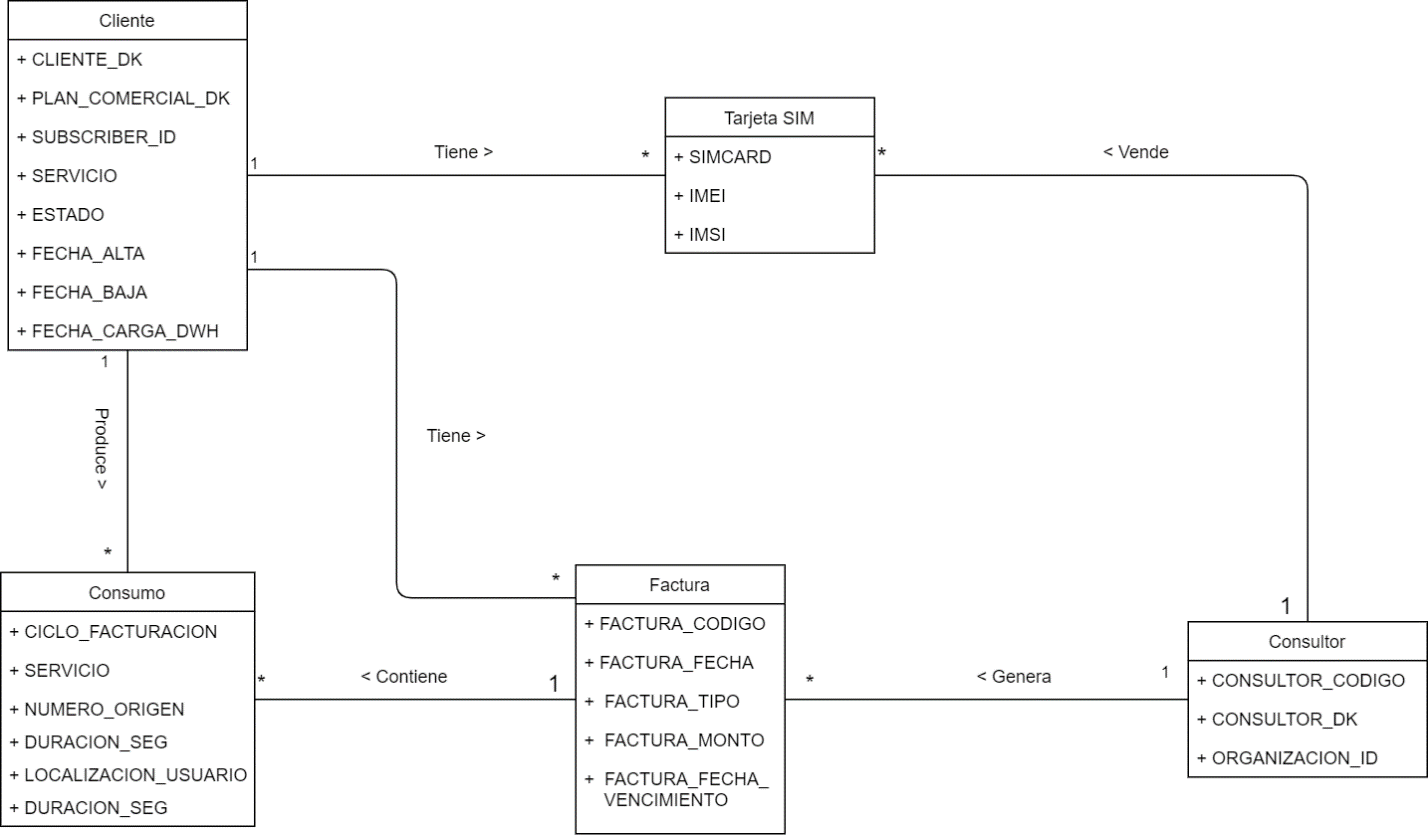 Cliente
+ CLIENTE_DK
+ PLAN_COMERCIAL_DK
+ SUBSCRIBER_ID
+ SERVICIO
+ ESTADO
+ FECHA_ALTA
+ FECHA_BAJA
+ FECHA_CARGA_DWH
1
Tiene >
*
Tarjeta SIM
+ SIMCARD
+ IMEI
+ IMSI
*
< Vende
1
1
Tiene >
*
1
Produce >
*
Consumo
+ CICLO_FACTURACION
+ SERVICIO
+ NUMERO_ORIGEN
+ DURACION_SEG
+ LOCALIZACION_USUARIO
+ DURACION_SEG
*
< Contiene
1
Factura
+ FACTURA_CODIGO
+ FACTURA_FECHA
+ FACTURA_TIPO
+ FACTURA_MONTO
+ FACTURA_FECHA_
VENCIMIENTO
*
< Genera
1
Consultor
+ CONSULTOR_CODIGO
+ CONSULTOR_DK
+ ORGANIZACION_ID